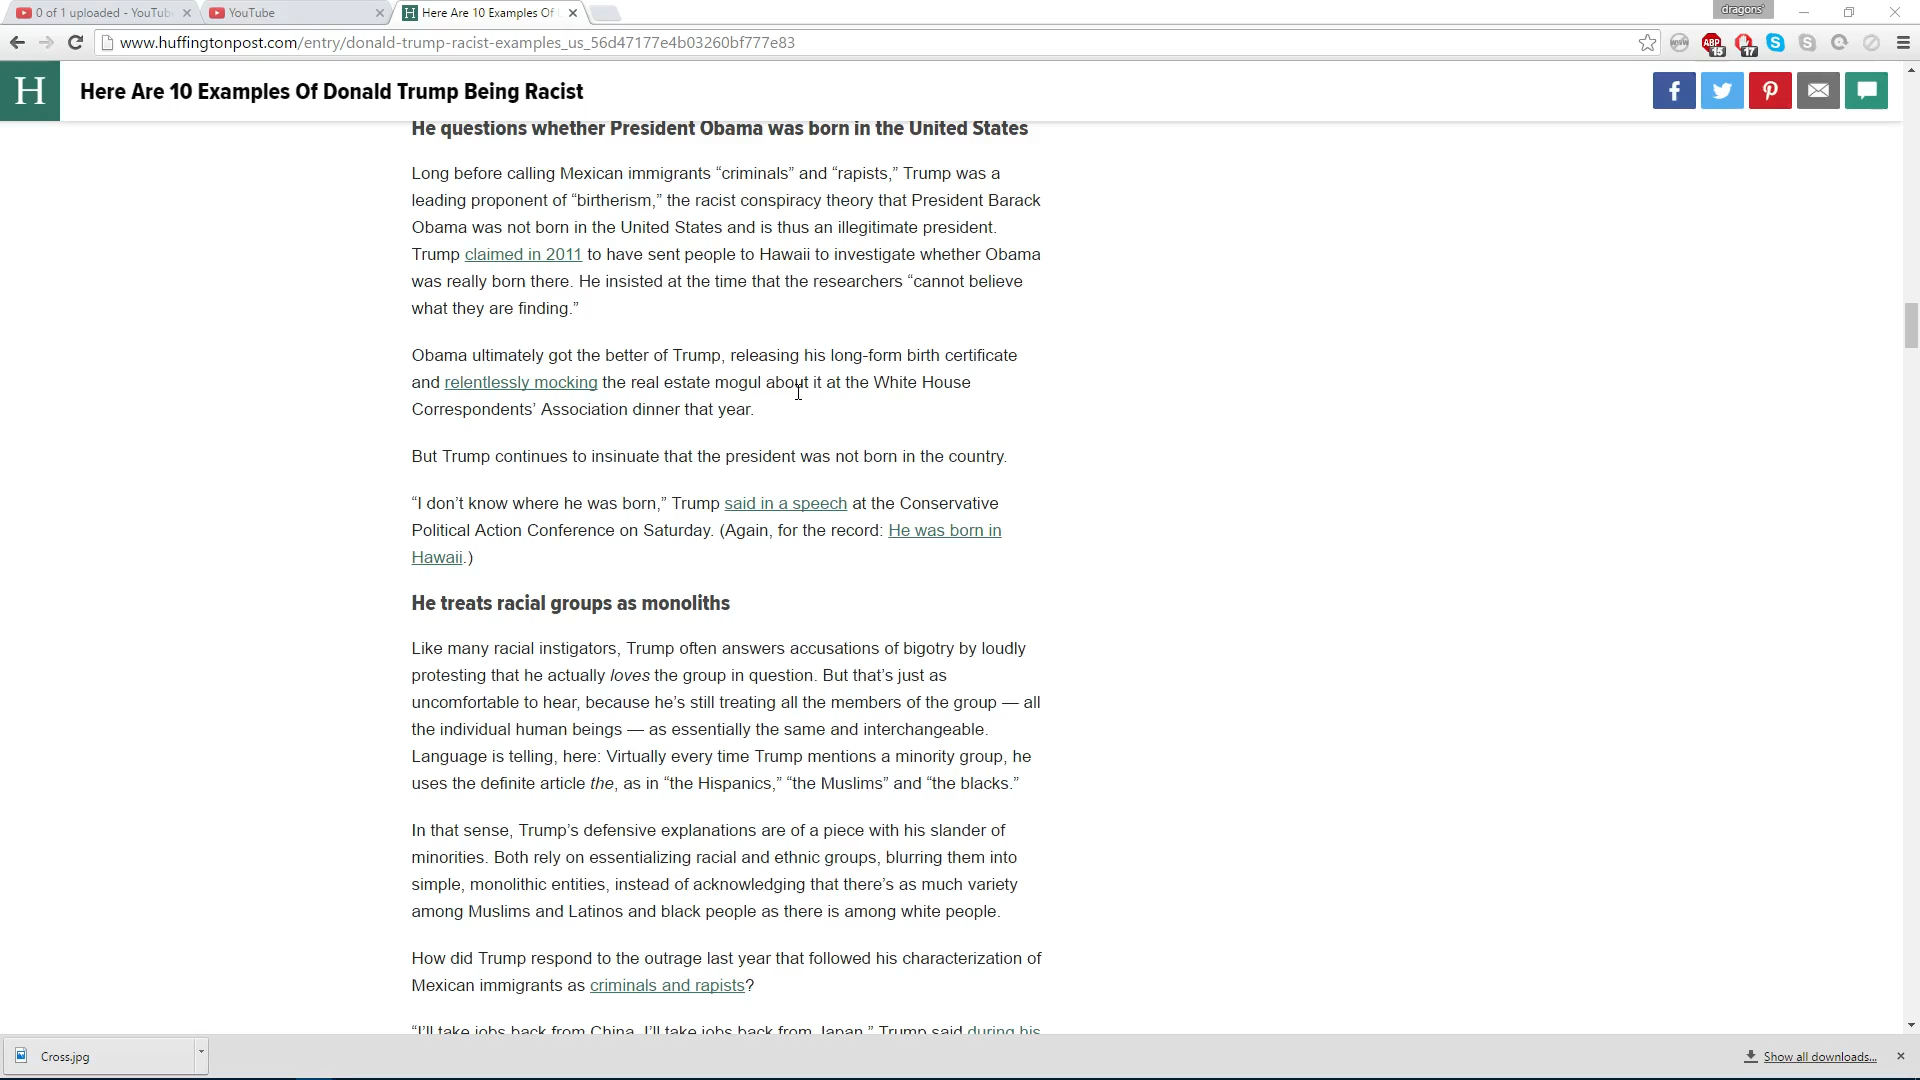 0 of 1 uploaded - YouTub
YouTube
Here Are 10 Examples Of
dragons'
www.huffingtonpost.com/entry/donald-trump-racist-examples_us_56d47177e4b03260bf777e83
ABP
15
17
H
Here Are 10 Examples Of Donald Trump Being Racist
He questions whether President Obama was born in the United States
Long before calling Mexican immigrants “criminals” and “rapists,” Trump was a
leading proponent of “birtherism,” the racist conspiracy theory that President Barack
Obama was not born in the United States and is thus an illegitimate president.
Trump claimed in 2011 to have sent people to Hawaii to investigate whether Obama
was really born there. He insisted at the time that the researchers “cannot believe
what they are finding.”
Obama ultimately got the better of Trump, releasing his long-form birth certificate
and relentlessly mocking the real estate mogul about it at the White House
Correspondents’ Association dinner that year.
But Trump continues to insinuate that the president was not born in the country.
“I don’t know where he was born,” Trump said in a speech at the Conservative
Political Action Conference on Saturday. (Again, for the record: He was born in
Hawaii.)
He treats racial groups as monoliths
Like many racial instigators, Trump often answers accusations of bigotry by loudly
protesting that he actually loves the group in question. But that’s just as
uncomfortable to hear, because he’s still treating all the members of the group — all
the individual human beings — as essentially the same and interchangeable.
Language is telling, here: Virtually every time Trump mentions a minority group, he
uses the definite article the, as in “the Hispanics,” “the Muslims” and “the blacks.”
In that sense, Trump’s defensive explanations are of a piece with his slander of
minorities. Both rely on essentializing racial and ethnic groups, blurring them into
simple, monolithic entities, instead of acknowledging that there’s as much variety
among Muslims and Latinos and black people as there is among white people.
How did Trump respond to the outrage last year that followed his characterization of
Mexican immigrants as criminals and rapists?
“I’ll take jobs back from China, I’ll take jobs back from Japan,” Trump said during his
Cross.jpg
Show all downloads...